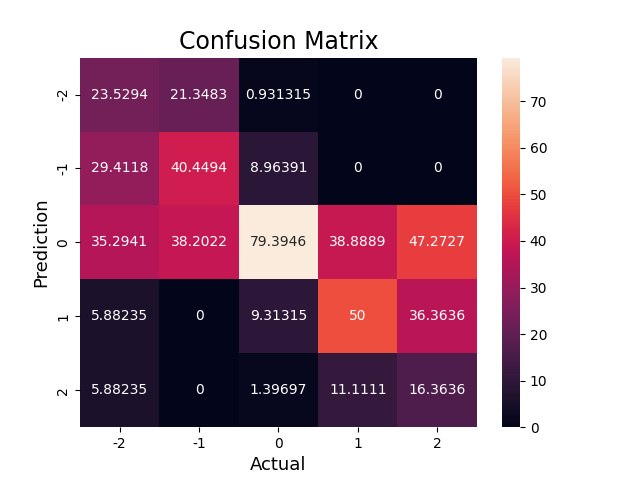 Confusion Matrix
-2 23.5294 21.3483 0.931315 0 0
-1 29.4118 40.4494 8.96391 0 0
0 35.2941 38.2022 79.3946 38.8889 47.2727
1 5.88235 0 9.31315 50 36.3636
2 5.88235 0 1.39697 11.1111 16.3636
-2 -1 0 1 2
Prediction
Actual
70
60
50
40
30
20
10
0